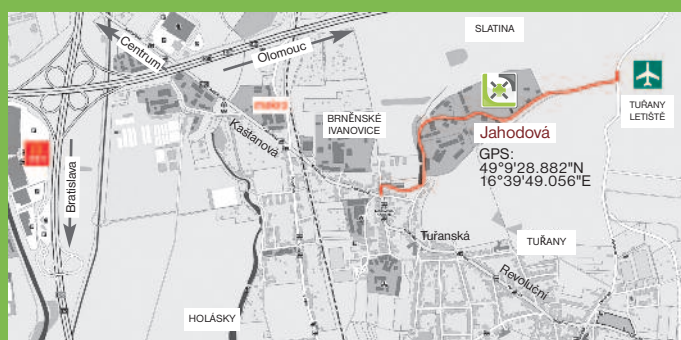 SLATINA
Centrum
Olomouc
TUŘANY
LETIŠTĚ
BRNĚNSKÉ
IVANOVICE
Kaštanová
Jahodová
GPS:
49°9'28.882"N
16°39'49.056"E
Bratislava
Tuřanská
TUŘANY
Revoluční
HOLÁSKY